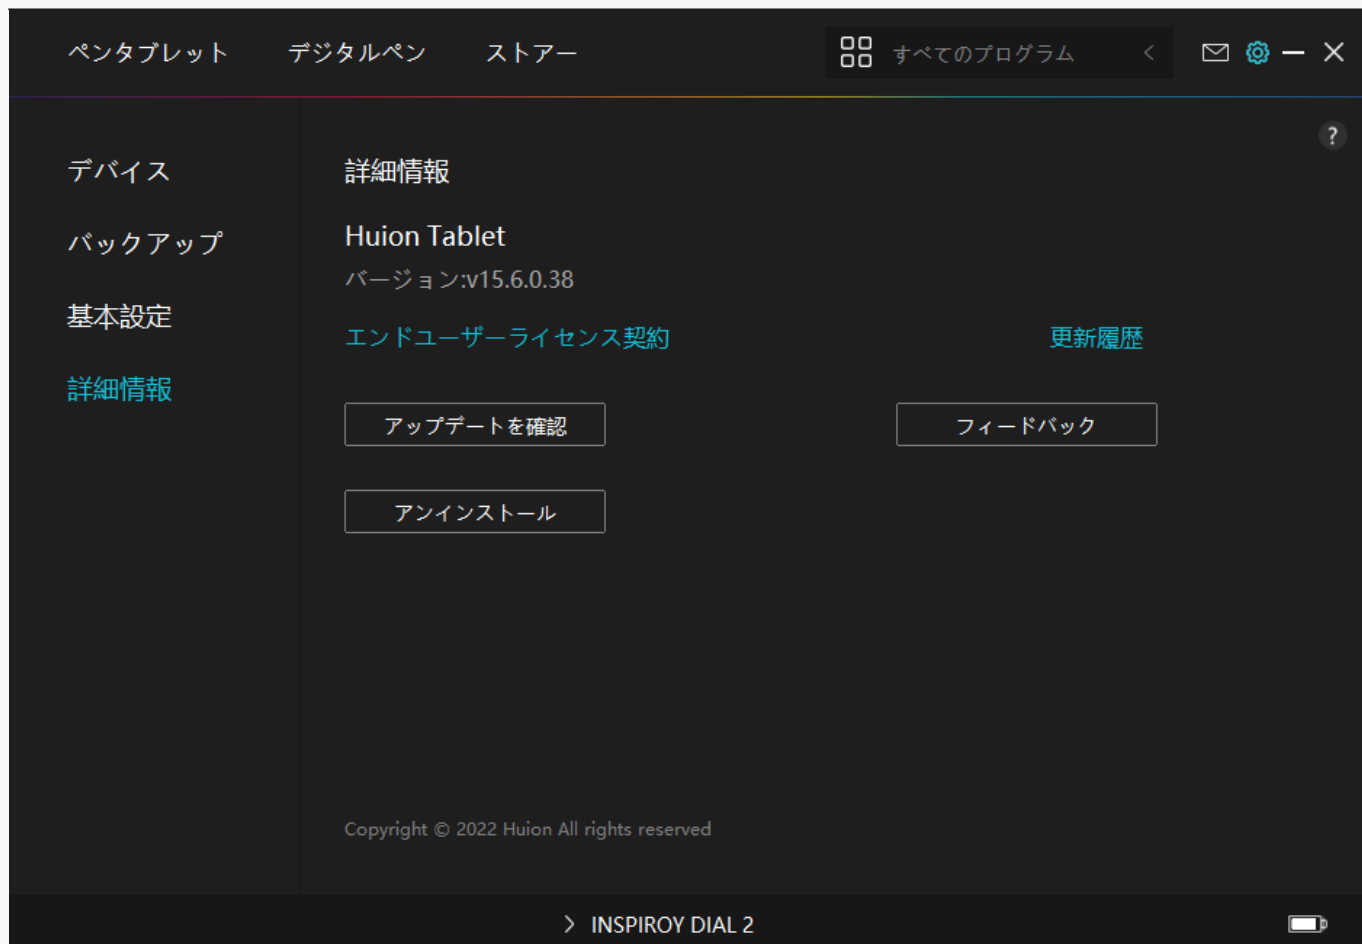 ペンタブレット デジタルペン ストアー すべてのプログラム
?
デバイス
バックアップ
基本設定
詳細情報
詳細情報
Huion Tablet
バージョン:v15.6.0.38
エンドユーザーライセンス契約 更新履歴
アップデートを確認 フィードバック
アンインストール
Copyright © 2022 Huion All rights reserved
INSPIROY DIAL 2